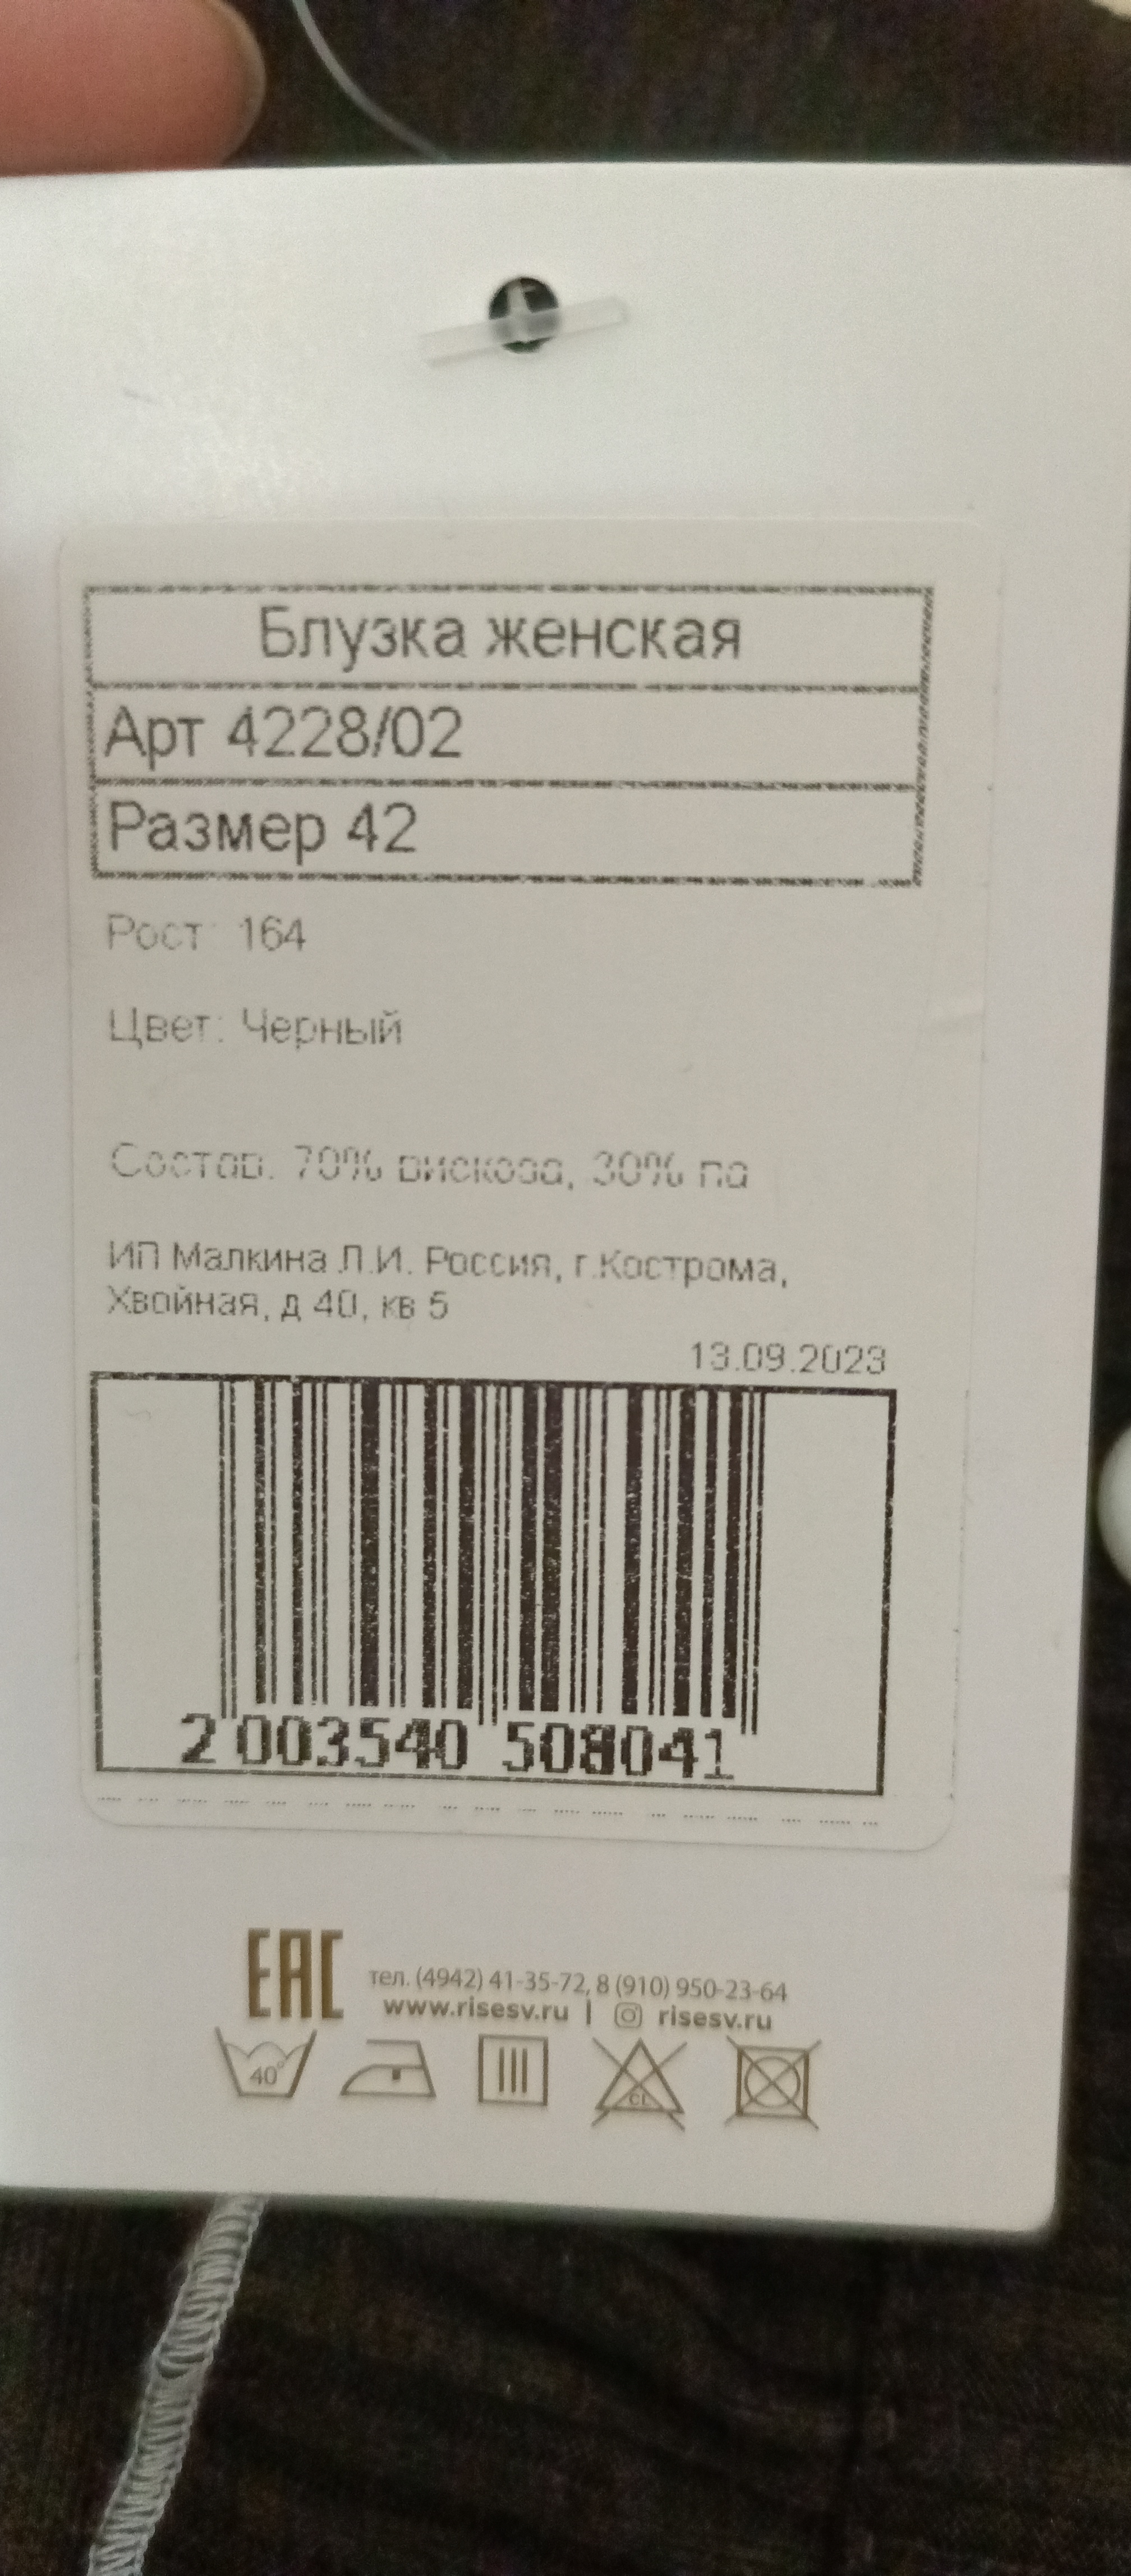 Блузка женская
Арт 4228/02
Размер 42
Рост: 164
Цвет: Черный
Состав: 70% вискоза, 30% па
ИП Малкина Л.И. Россия, г.Кострома,
Хвойная, д 40, кв 5
13.09.2023
2 003540 508041
EAC
тел. (4942) 41-35-72, 8 (910) 950-23-64
www.risesv.ru | risesv.ru
40°
CL